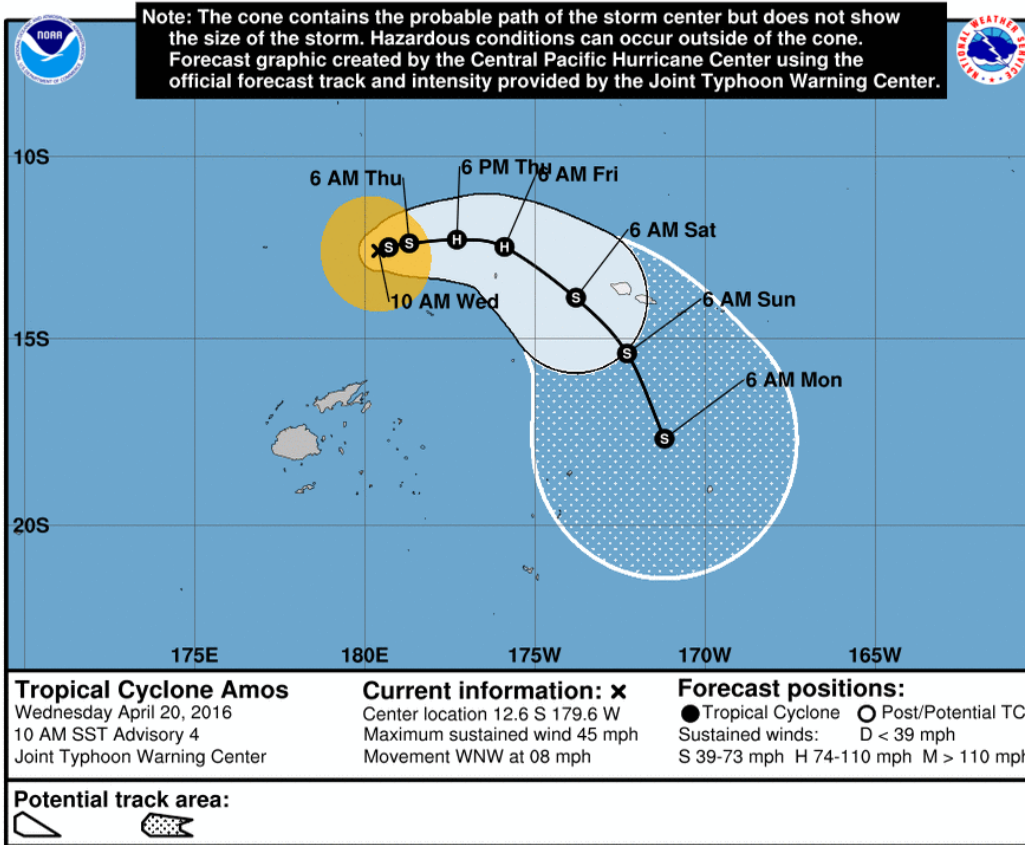 Note: The cone contains the probable path of the storm center but does not show
the size of the storm. Hazardous conditions can occur outside of the cone.
Forecast graphic created by the Central Pacific Hurricane Center using the
official forecast track and intensity provided by the Joint Typhoon Warning Center.
NOAA
10S
6 PM Thu
6 AM Fri
6 AM Thu
6 AM Sat
S S H H
10 AM Wed
S
6 AM Sun
15S
S
6 AM Mon
S
20S
175E 180E 175W 170W 165W
Tropical Cyclone Amos
Wednesday April 20, 2016
10 AM SST Advisory 4
Joint Typhoon Warning Center
Current information: ×
Center location 12.6 S 179.6 W
Maximum sustained wind 45 mph
Movement WNW at 08 mph
Forecast positions:
● Tropical Cyclone ○ Post/Potential TC
Sustained winds: D < 39 mph
S 39-73 mph H 74-110 mph M > 110 mph
Potential track area: